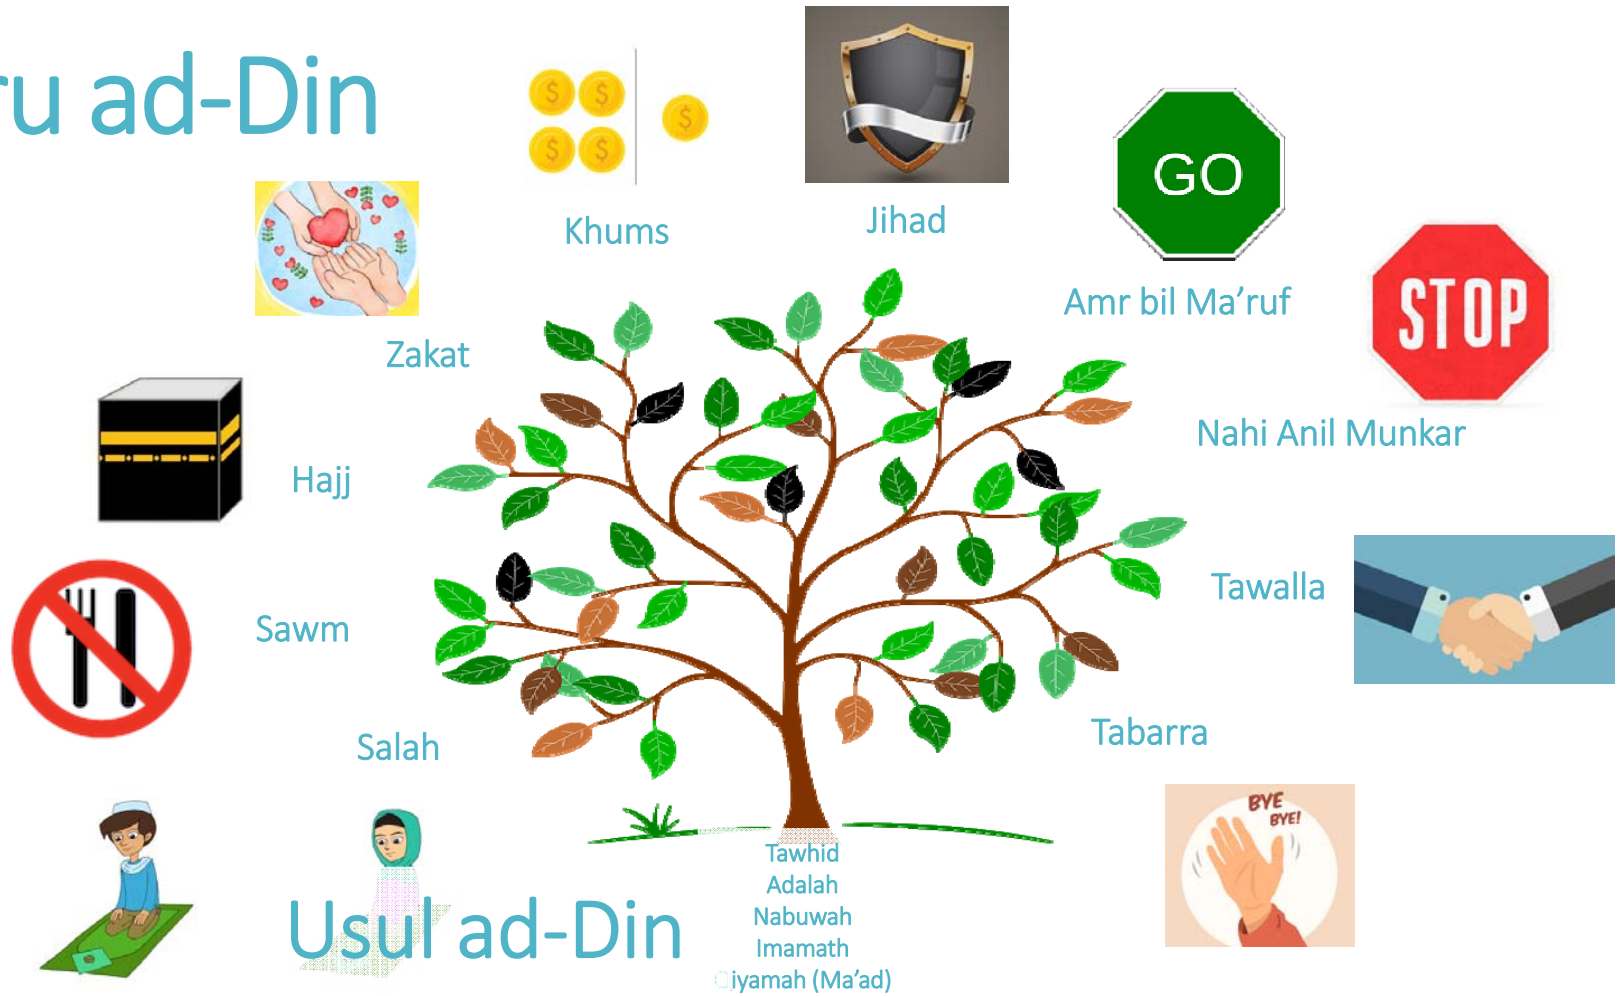 ru ad-Din
Khums
Jihad
GO
Amr bil Ma'ruf
STOP
Zakat
Nahi Anil Munkar
Hajj
Tawalla
Sawm
Tabarra
Salah
BYE
BYE!
Usul ad-Din
Tawhid
Adalah
Nabuwah
Imamath
Qiyamah (Ma'ad)